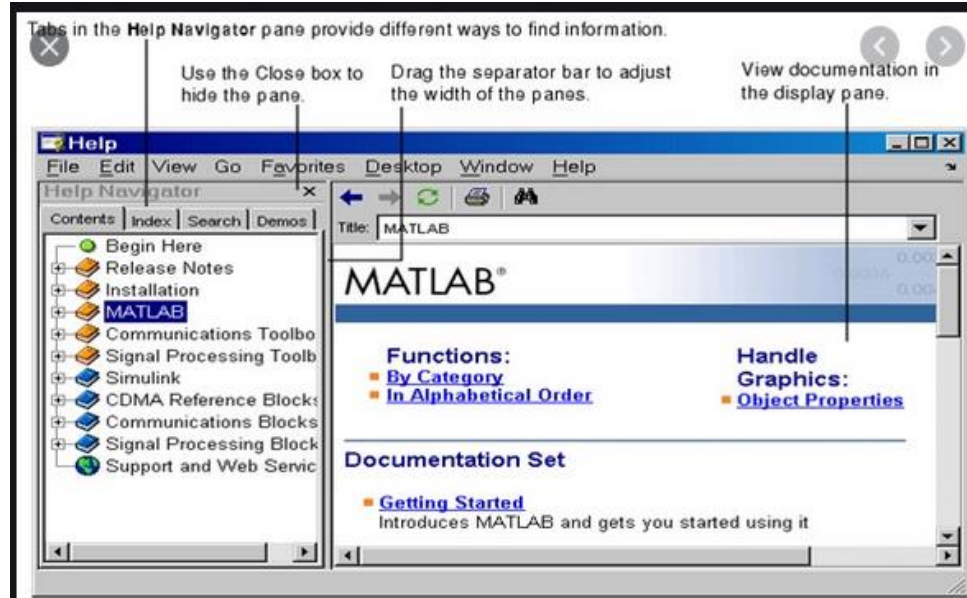 Tabs in the Help Navigator pane provide different ways to find information.
Use the Close box to
hide the pane.
Drag the separator bar to adjust
the width of the panes.
View documentation in
the display pane.
Help
File Edit View Go Favorites Desktop Window Help
Help Navigator
Contents Index Search Demos
Title: MATLAB
Begin Here
Release Notes
Installation
MATLAB
Communications Toolbo
Signal Processing Toolb
Simulink
CDMA Reference Blocks
Communications Blocks
Signal Processing Block
Support and Web Servic
MATLAB®
Functions:
By Category
In Alphabetical Order
Handle
Graphics:
Object Properties
Documentation Set
Getting Started
Introduces MATLAB and gets you started using it